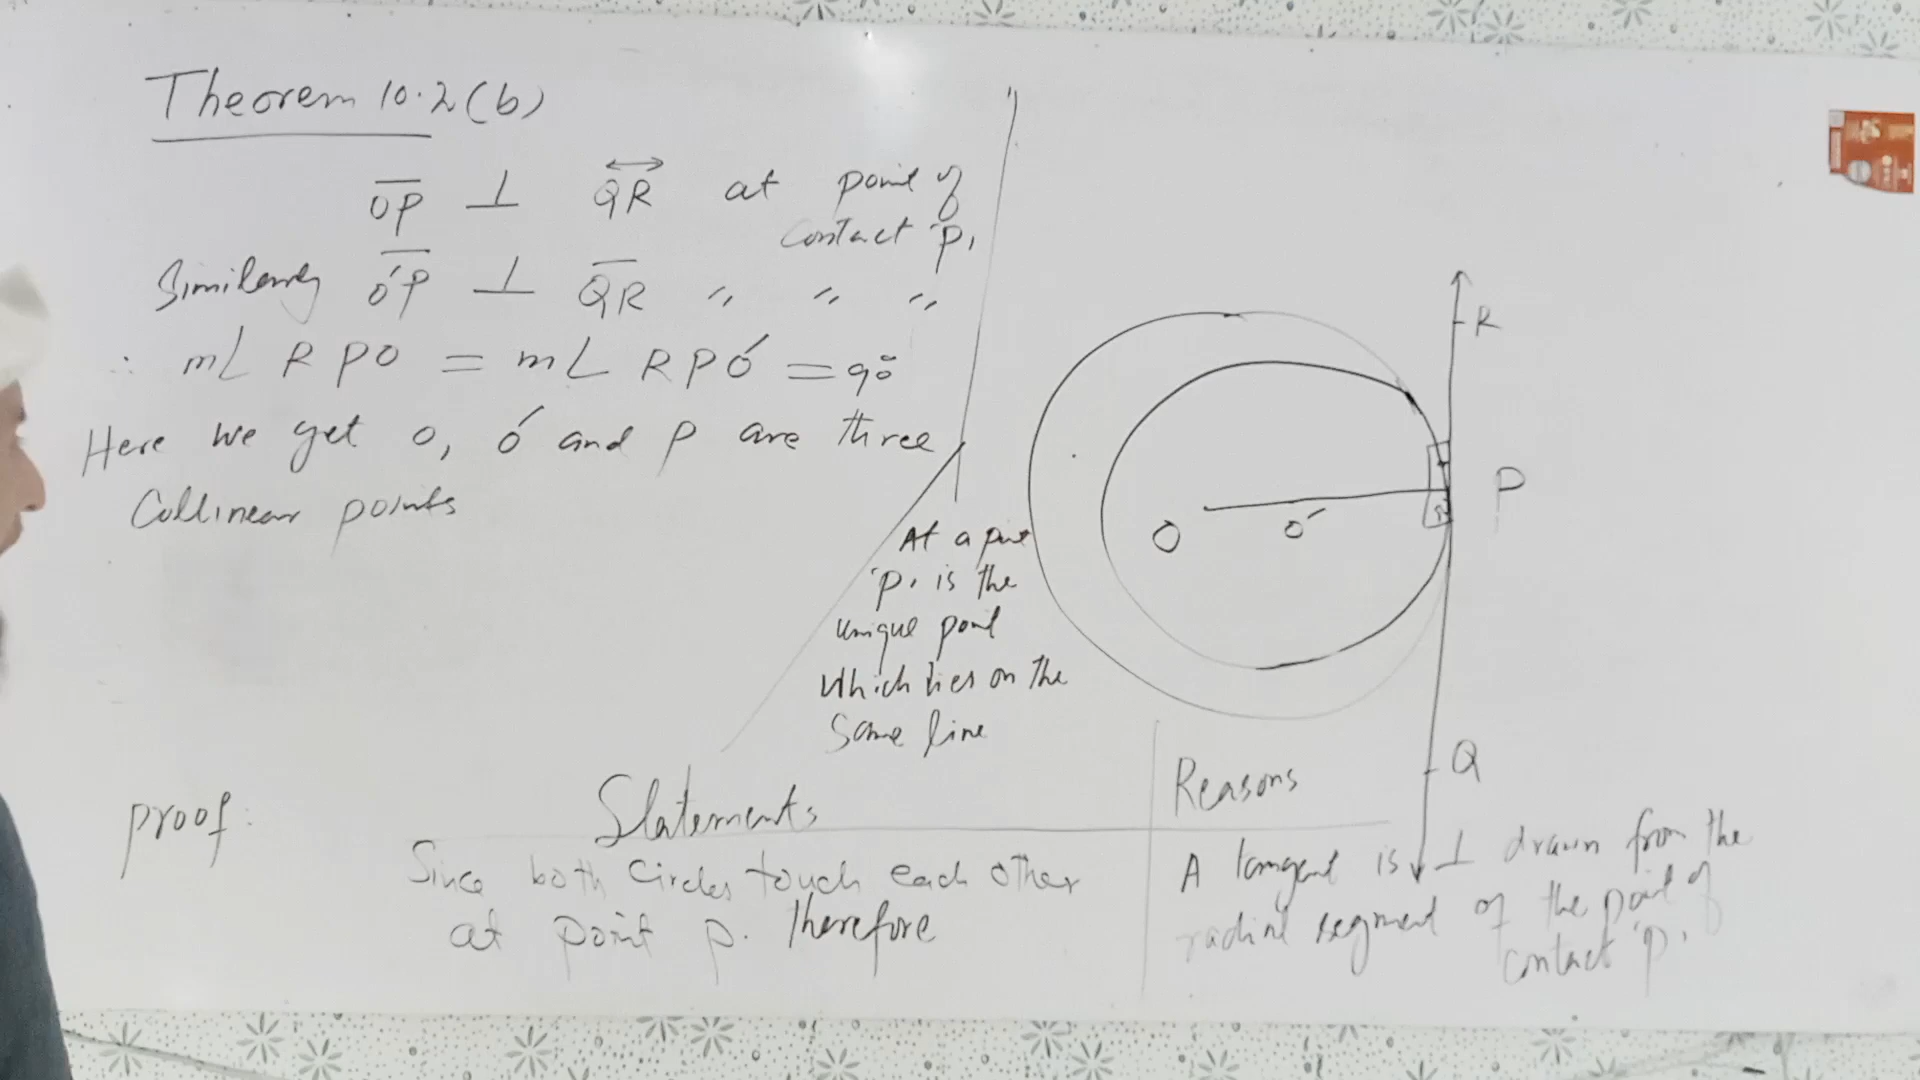 Theorem 10.2(b)
OP ⊥ QR at point of
contact 'P'
Similarly O'P ⊥ QR " " "
∴ m∠ RPO = m∠ RPO' = 90°
Here we get O, O' and P are three
Collinear points
At a
'P' is the
unique point
which lies on the
same line
R
P
O
O'
Q
proof:
Statements
Reasons
Since both circles touch each other
at point P. Therefore
A tangent is ⊥ drawn from the
radial segment of the point of
contact 'P'